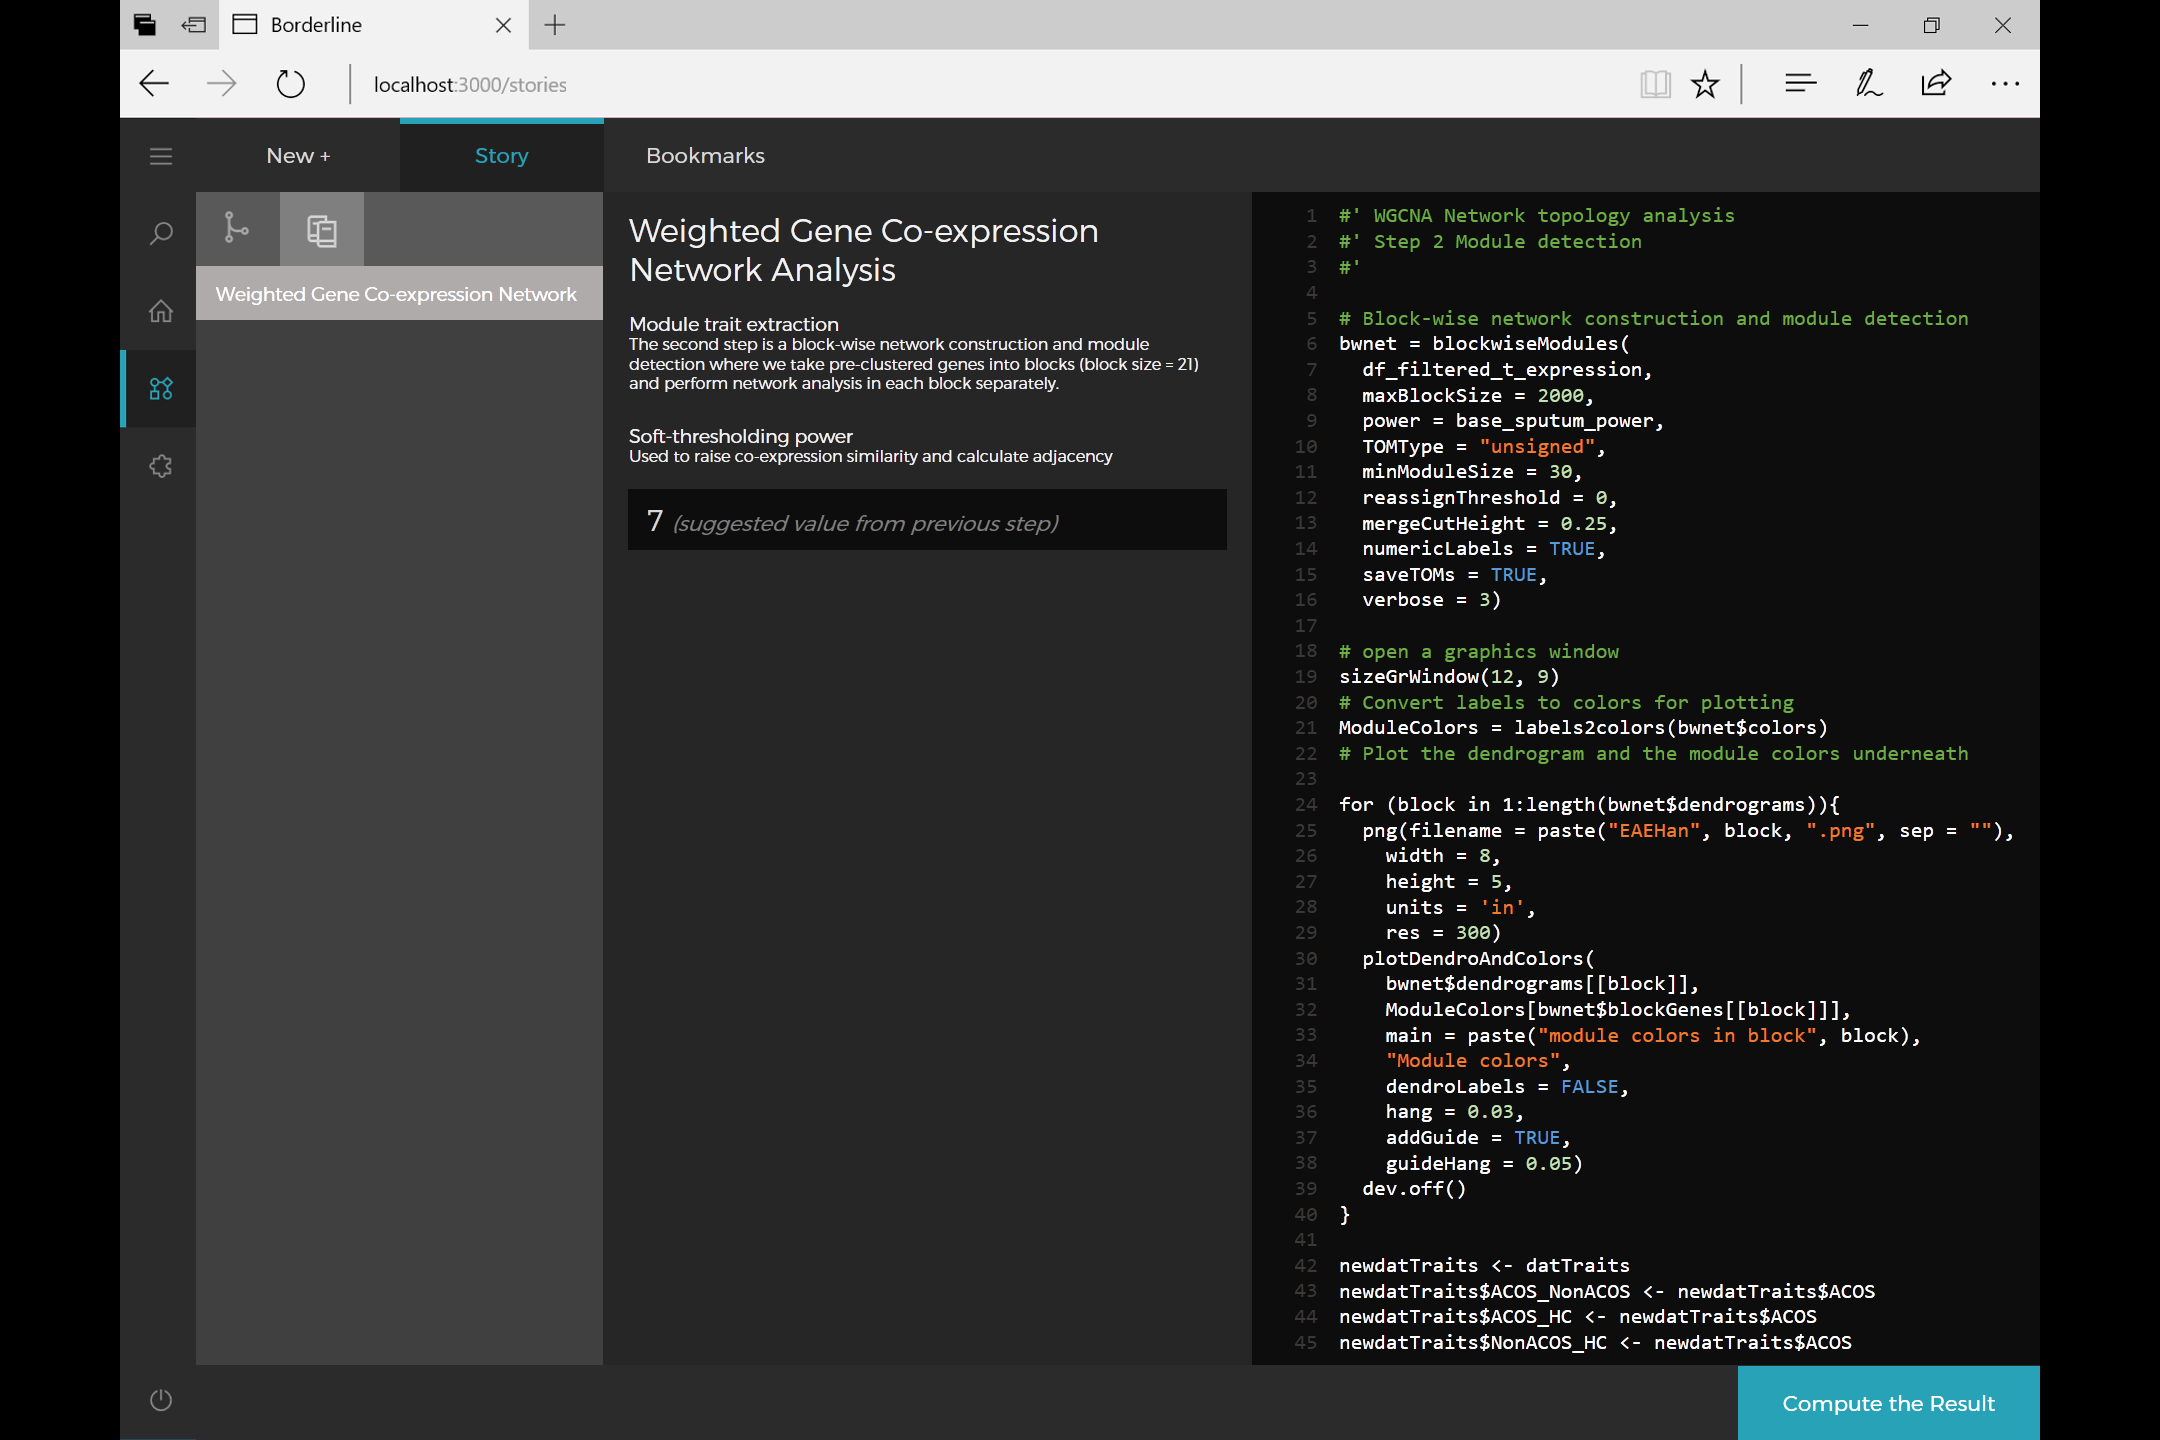 Borderline
localhost:3000/stories
New +
Story
Bookmarks
Weighted Gene Co-expression Network
Weighted Gene Co-expression
Network Analysis
Module trait extraction
The second step is a block-wise network construction and module
detection where we take pre-clustered genes into blocks (block size = 21)
and perform network analysis in each block separately.
Soft-thresholding power
Used to raise co-expression similarity and calculate adjacency
7 (suggested value from previous step)
1 #' WGCNA Network topology analysis
2 #' Step 2 Module detection
3 #'
4
5 # Block-wise network construction and module detection
6 bwnet = blockwiseModules(
7 df_filtered_t_expression,
8 maxBlockSize = 2000,
9 power = base_sputum_power,
10 TOMType = "unsigned",
11 minModuleSize = 30,
12 reassignThreshold = 0,
13 mergeCutHeight = 0.25,
14 numericLabels = TRUE,
15 saveTOMs = TRUE,
16 verbose = 3)
17
18 # open a graphics window
19 sizeGrWindow(12, 9)
20 # Convert labels to colors for plotting
21 ModuleColors = labels2colors(bwnet$colors)
22 # Plot the dendrogram and the module colors underneath
23
24 for (block in 1:length(bwnet$dendrograms)){
25 png(filename = paste("EAEHan", block, ".png", sep = ""),
26 width = 8,
27 height = 5,
28 units = 'in',
29 res = 300)
30 plotDendroAndColors(
31 bwnet$dendrograms[[block]],
32 ModuleColors[bwnet$blockGenes[[block]]],
33 main = paste("module colors in block", block),
34 "Module colors",
35 dendroLabels = FALSE,
36 hang = 0.03,
37 addGuide = TRUE,
38 guideHang = 0.05)
39 dev.off()
40 }
41
42 newdatTraits <- datTraits
43 newdatTraits$ACOS_NonACOS <- newdatTraits$ACOS
44 newdatTraits$ACOS_HC <- newdatTraits$ACOS
45 newdatTraits$NonACOS_HC <- newdatTraits$ACOS
Compute the Result